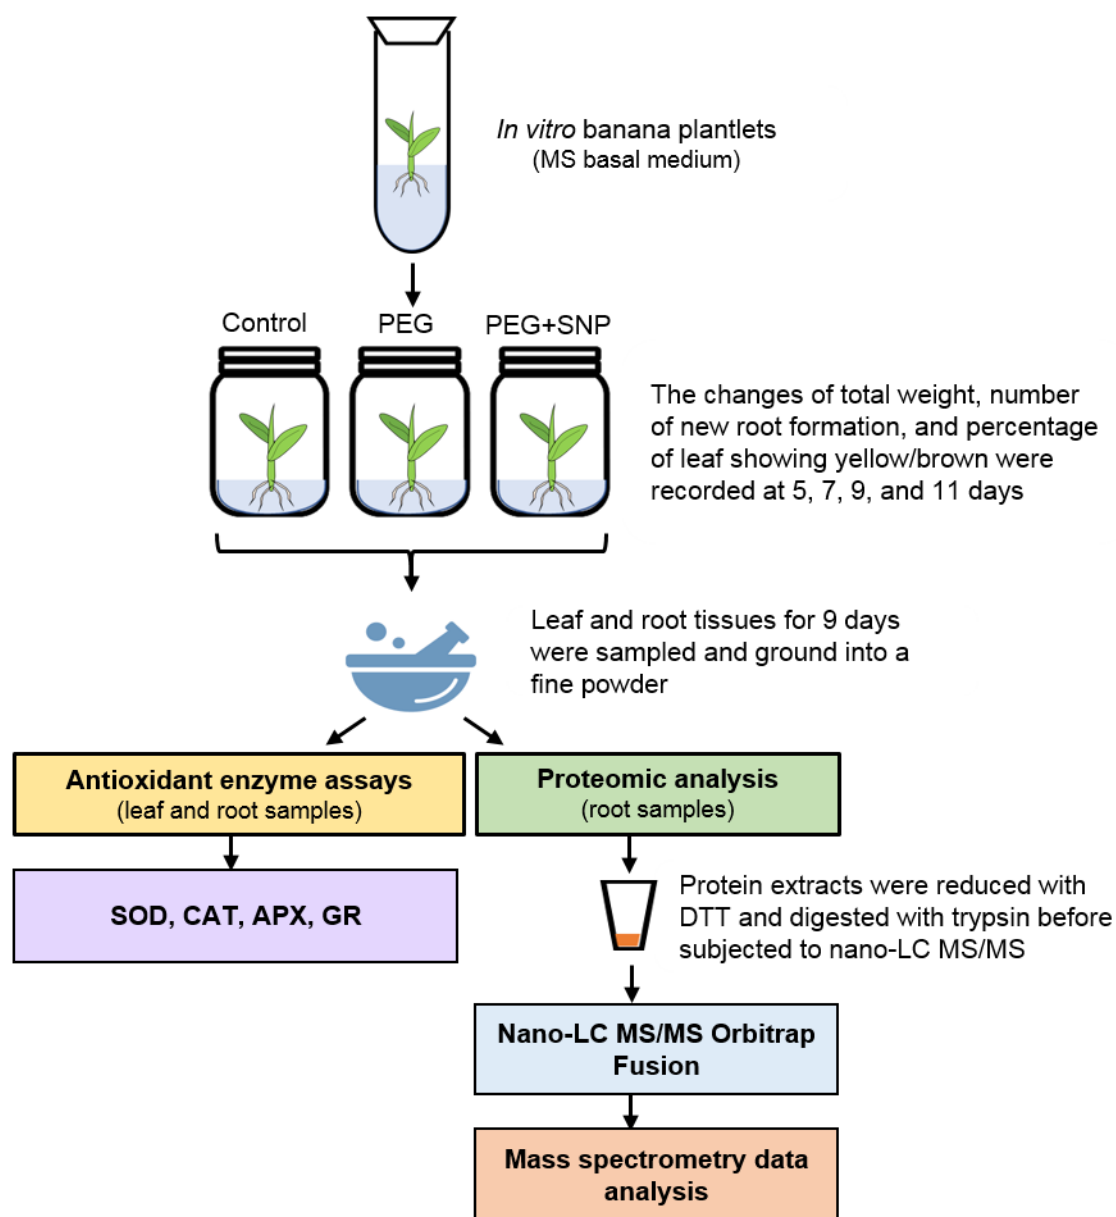 In vitro banana plantlets
(MS basal medium)
Control
PEG
PEG+SNP
The changes of total weight, number
of new root formation, and percentage
of leaf showing yellow/brown were
recorded at 5, 7, 9, and 11 days
Leaf and root tissues for 9 days
were sampled and ground into a
fine powder
Antioxidant enzyme assays
(leaf and root samples)
Proteomic analysis
(root samples)
SOD, CAT, APX, GR
Protein extracts were reduced with
DTT and digested with trypsin before
subjected to nano-LC MS/MS
Nano-LC MS/MS Orbitrap
Fusion
Mass spectrometry data
analysis